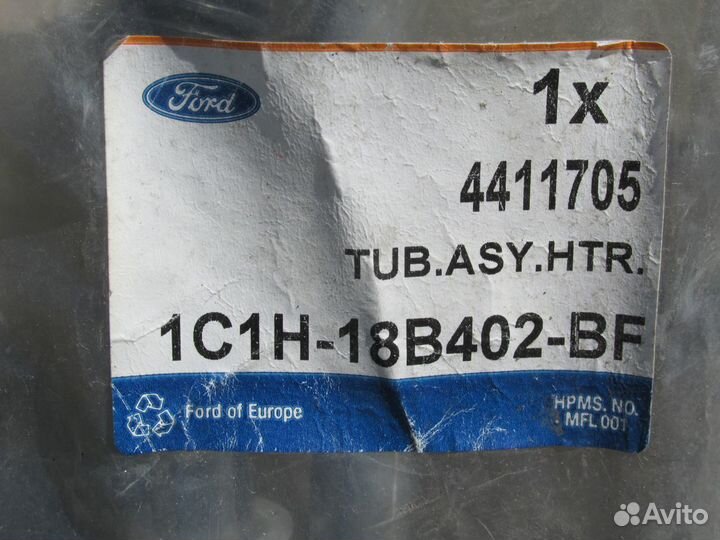 Ford
1x
4411705
TUB.ASY.HTR.
1C1H-18B402-BF
Ford of Europe
HPMS. NO.
MFL 001
Avito